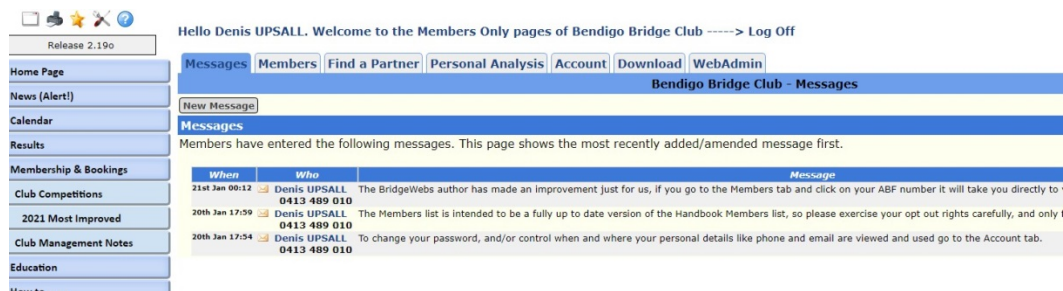 Release 2.19o
Home Page
News (Alert!)
Calendar
Results
Membership & Bookings
Club Competitions
2021 Most Improved
Club Management Notes
Education
How to
Hello Denis UPSALL. Welcome to the Members Only pages of Bendigo Bridge Club -----> Log Off
Messages Members Find a Partner Personal Analysis Account Download WebAdmin
Bendigo Bridge Club - Messages
New Message
Messages
Members have entered the following messages. This page shows the most recently added/amended message first.
When Who Message
21st Jan 00:12 Denis UPSALL The BridgeWebs author has made an improvement just for us, if you go to the Members tab and click on your ABF number it will take you directly to
0413 489 010
20th Jan 17:59 Denis UPSALL The Members list is intended to be a fully up to date version of the Handbook Members list, so please exercise your opt out rights carefully, and only
0413 489 010
20th Jan 17:54 Denis UPSALL To change your password, and/or control when and where your personal details like phone and email are viewed and used go to the Account tab.
0413 489 010